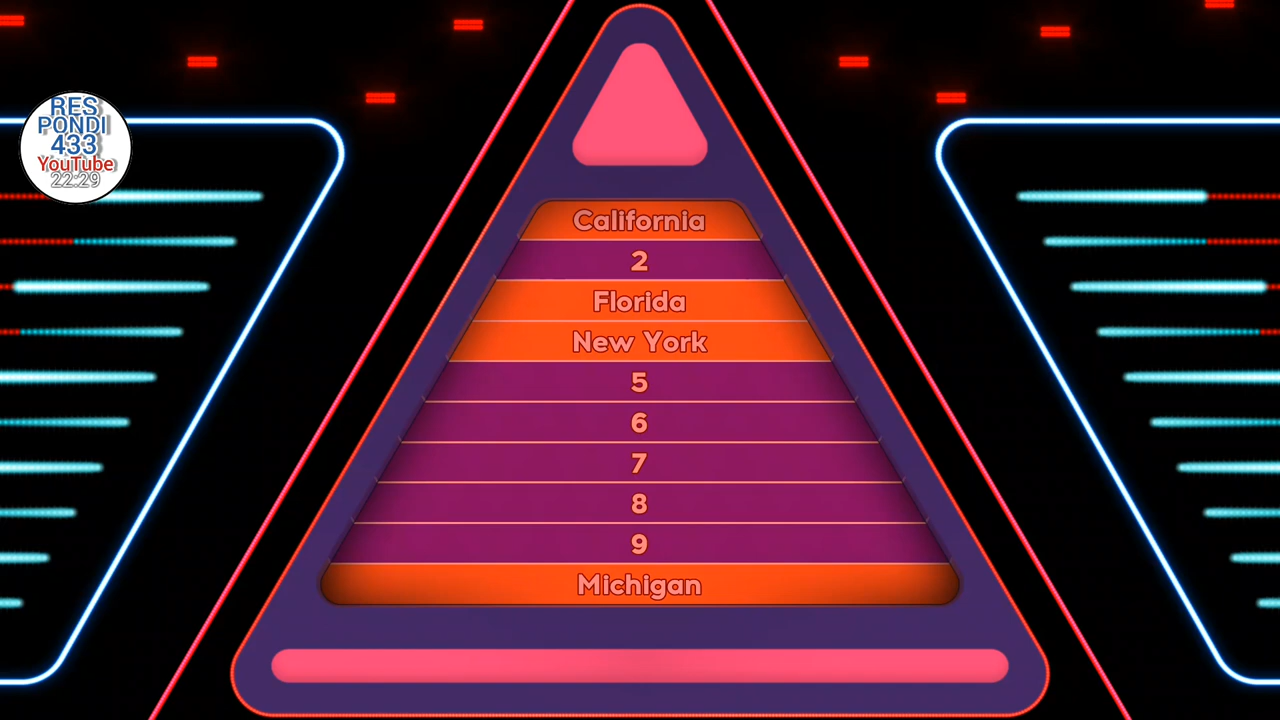 RES
PONDI
433
YouTube
22:29
California
2
Florida
New York
5
6
7
8
9
Michigan